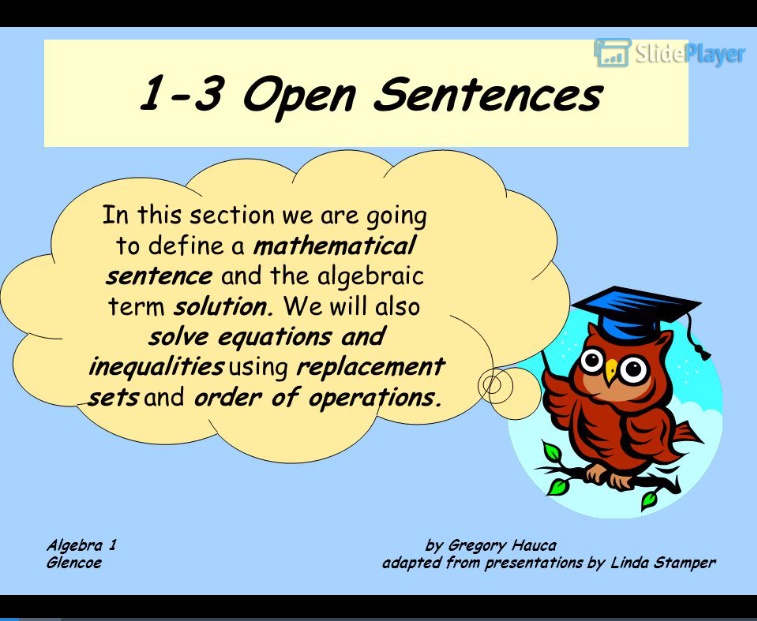 SlidePlayer
1-3 Open Sentences
In this section we are going
to define a mathematical
sentence and the algebraic
term solution. We will also
solve equations and
inequalities using replacement
sets and order of operations.
Algebra 1
Glencoe
by Gregory Hauca
adapted from presentations by Linda Stamper